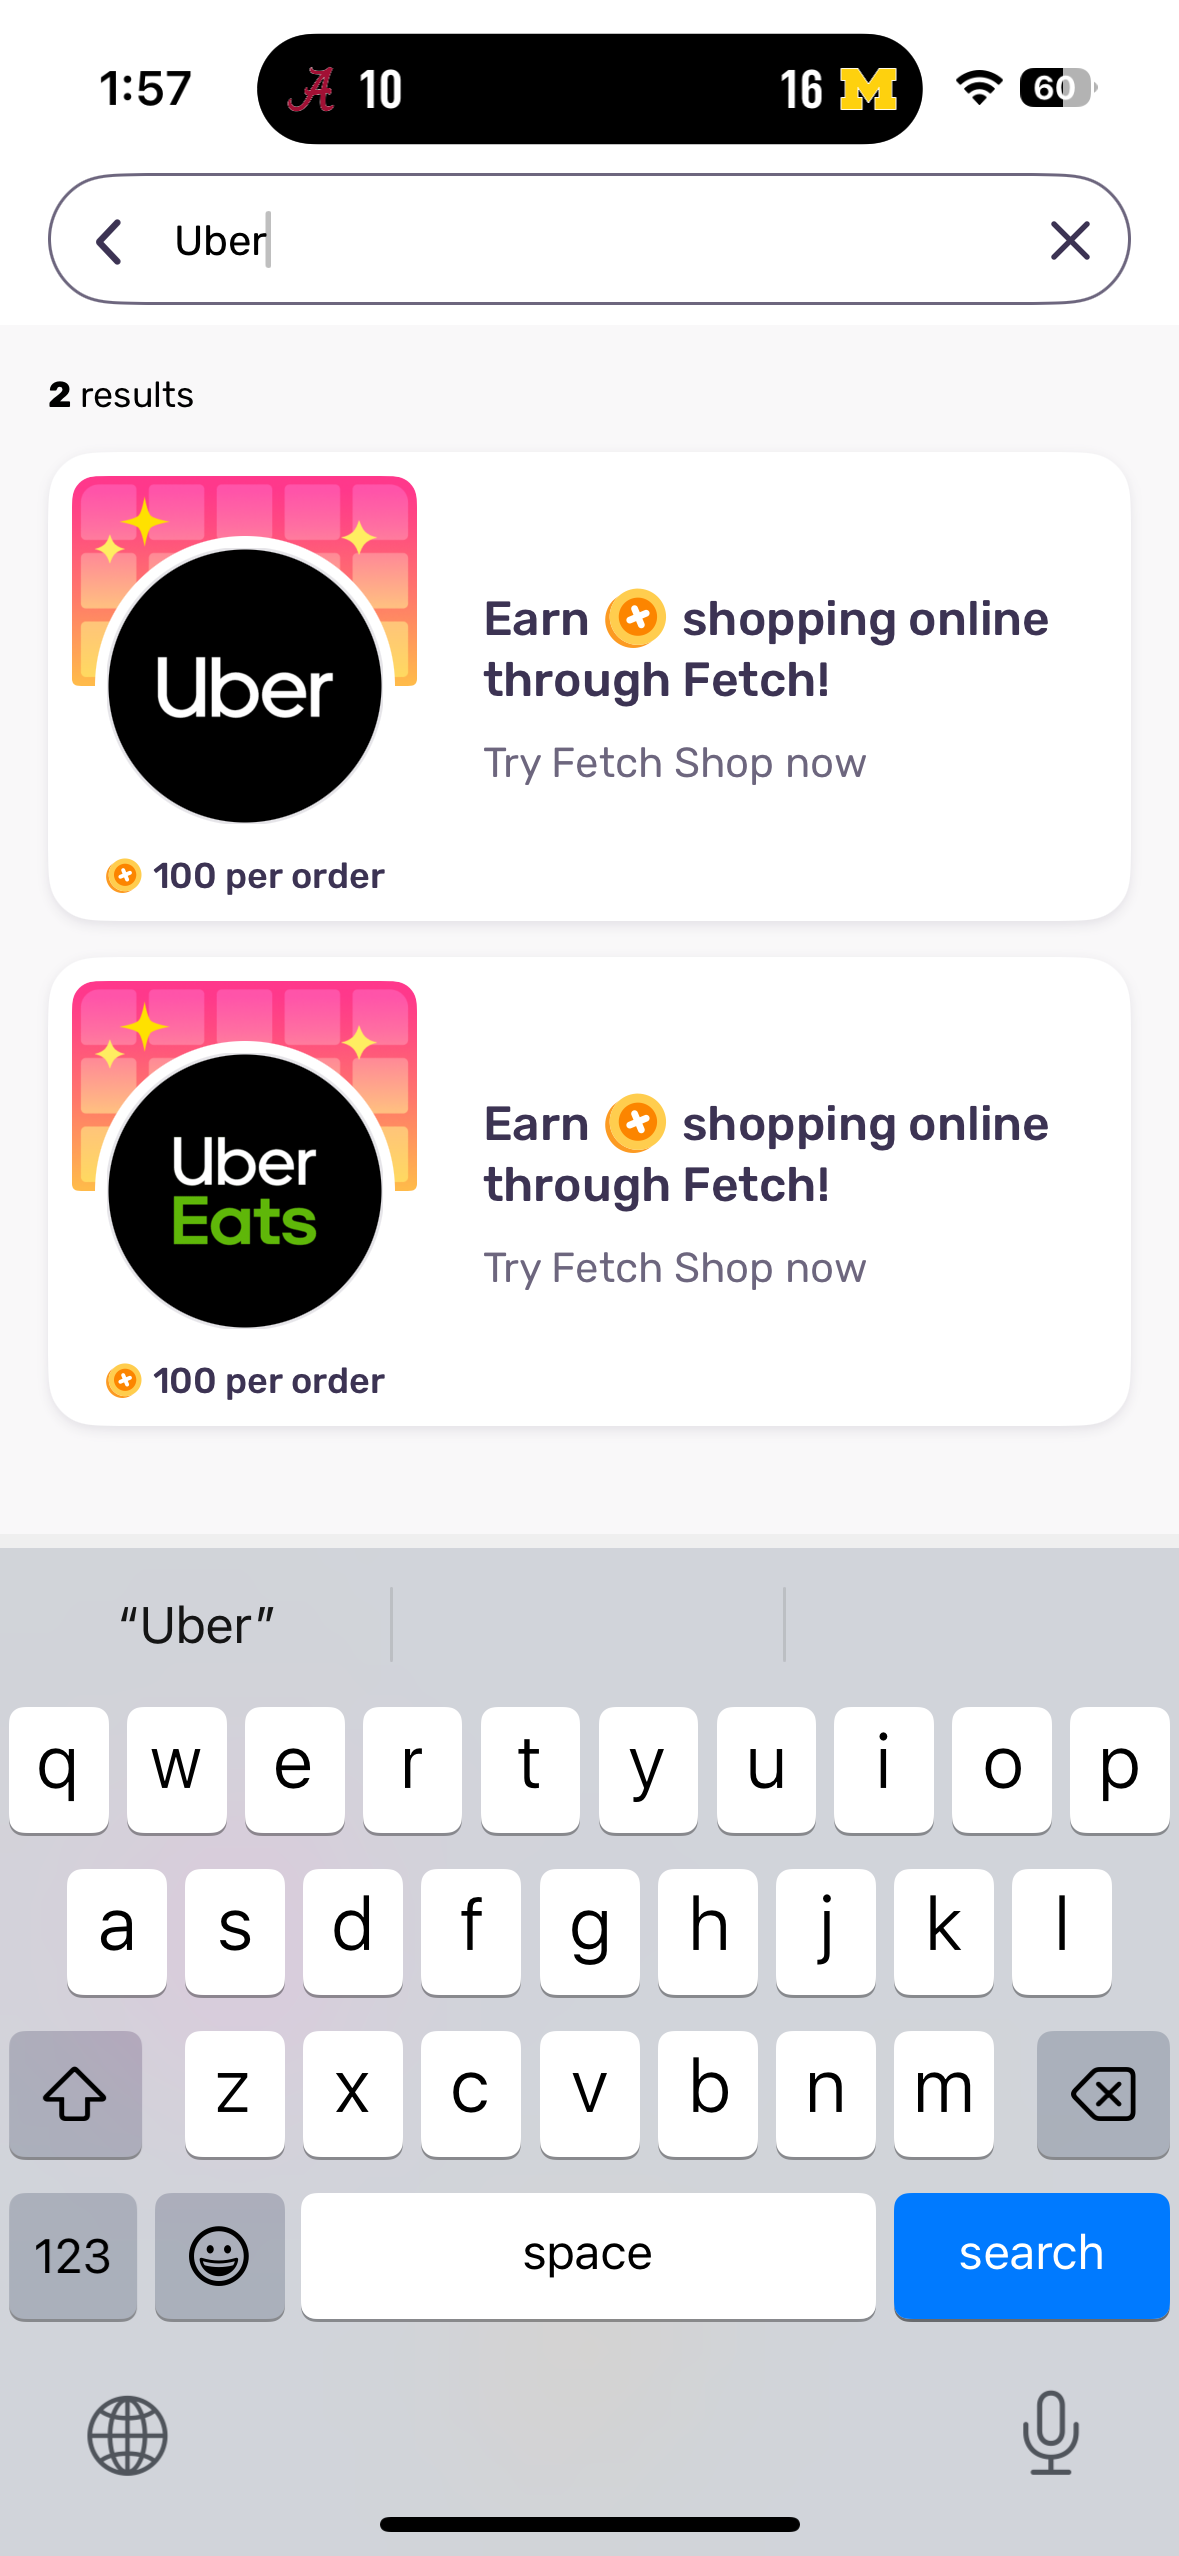 1:57
A 10
16 M
60
Uber
2 results
Uber
Earn shopping online
through Fetch!
Try Fetch Shop now
100 per order
Uber
Eats
Earn shopping online
through Fetch!
Try Fetch Shop now
100 per order
“Uber”
q w e r t y u i o p
a s d f g h j k l
z x c v b n m
123 space search